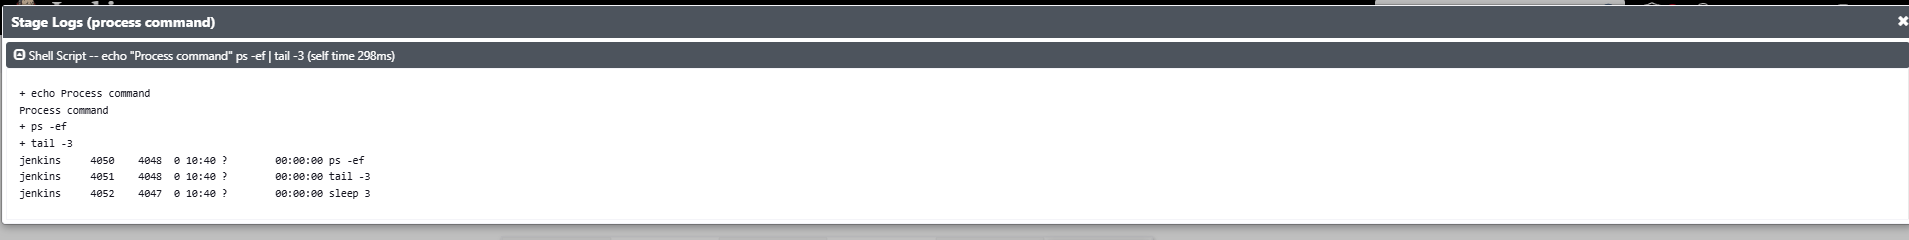 Stage Logs (process command)
Shell Script -- echo "Process command" ps -ef | tail -3 (self time 298ms)
+ echo Process command
Process command
+ ps -ef
+ tail -3
jenkins     4050    4048  0 10:40 ?        00:00:00 ps -ef
jenkins     4051    4048  0 10:40 ?        00:00:00 tail -3
jenkins     4052    4047  0 10:40 ?        00:00:00 sleep 3